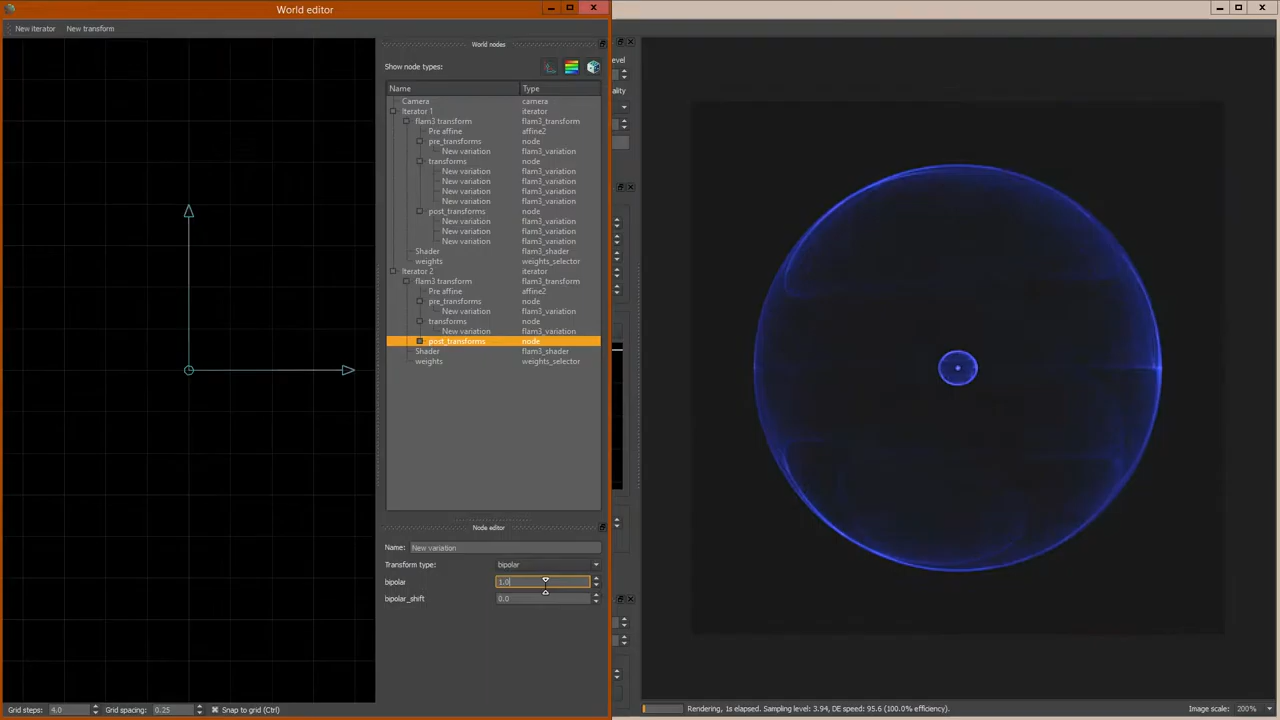 World editor
New iterator New transform
World nodes
Show node types:
Name Type
Camera camera
Iterator 1 iterator
flam3 transform flam3_transform
Pre affine affine2
pre_transforms node
New variation flam3_variation
transforms node
New variation flam3_variation
New variation flam3_variation
New variation flam3_variation
New variation flam3_variation
post_transforms node
New variation flam3_variation
New variation flam3_variation
New variation flam3_variation
Shader flam3_shader
weights weights_selector
Iterator 2 iterator
flam3 transform flam3_transform
Pre affine affine2
pre_transforms node
New variation flam3_variation
transforms node
New variation flam3_variation
post_transforms node
Shader flam3_shader
weights weights_selector
Node editor
Name: New variation
Transform type: bipolar
bipolar 1.0
bipolar_shift 0.0
Grid steps: 4.0 Grid spacing: 0.25 Snap to grid (Ctrl)
evel
ality
Rendering, 1s elapsed. Sampling level: 3.94, DE speed: 95.6 (100.0% efficiency).
Image scale: 200%